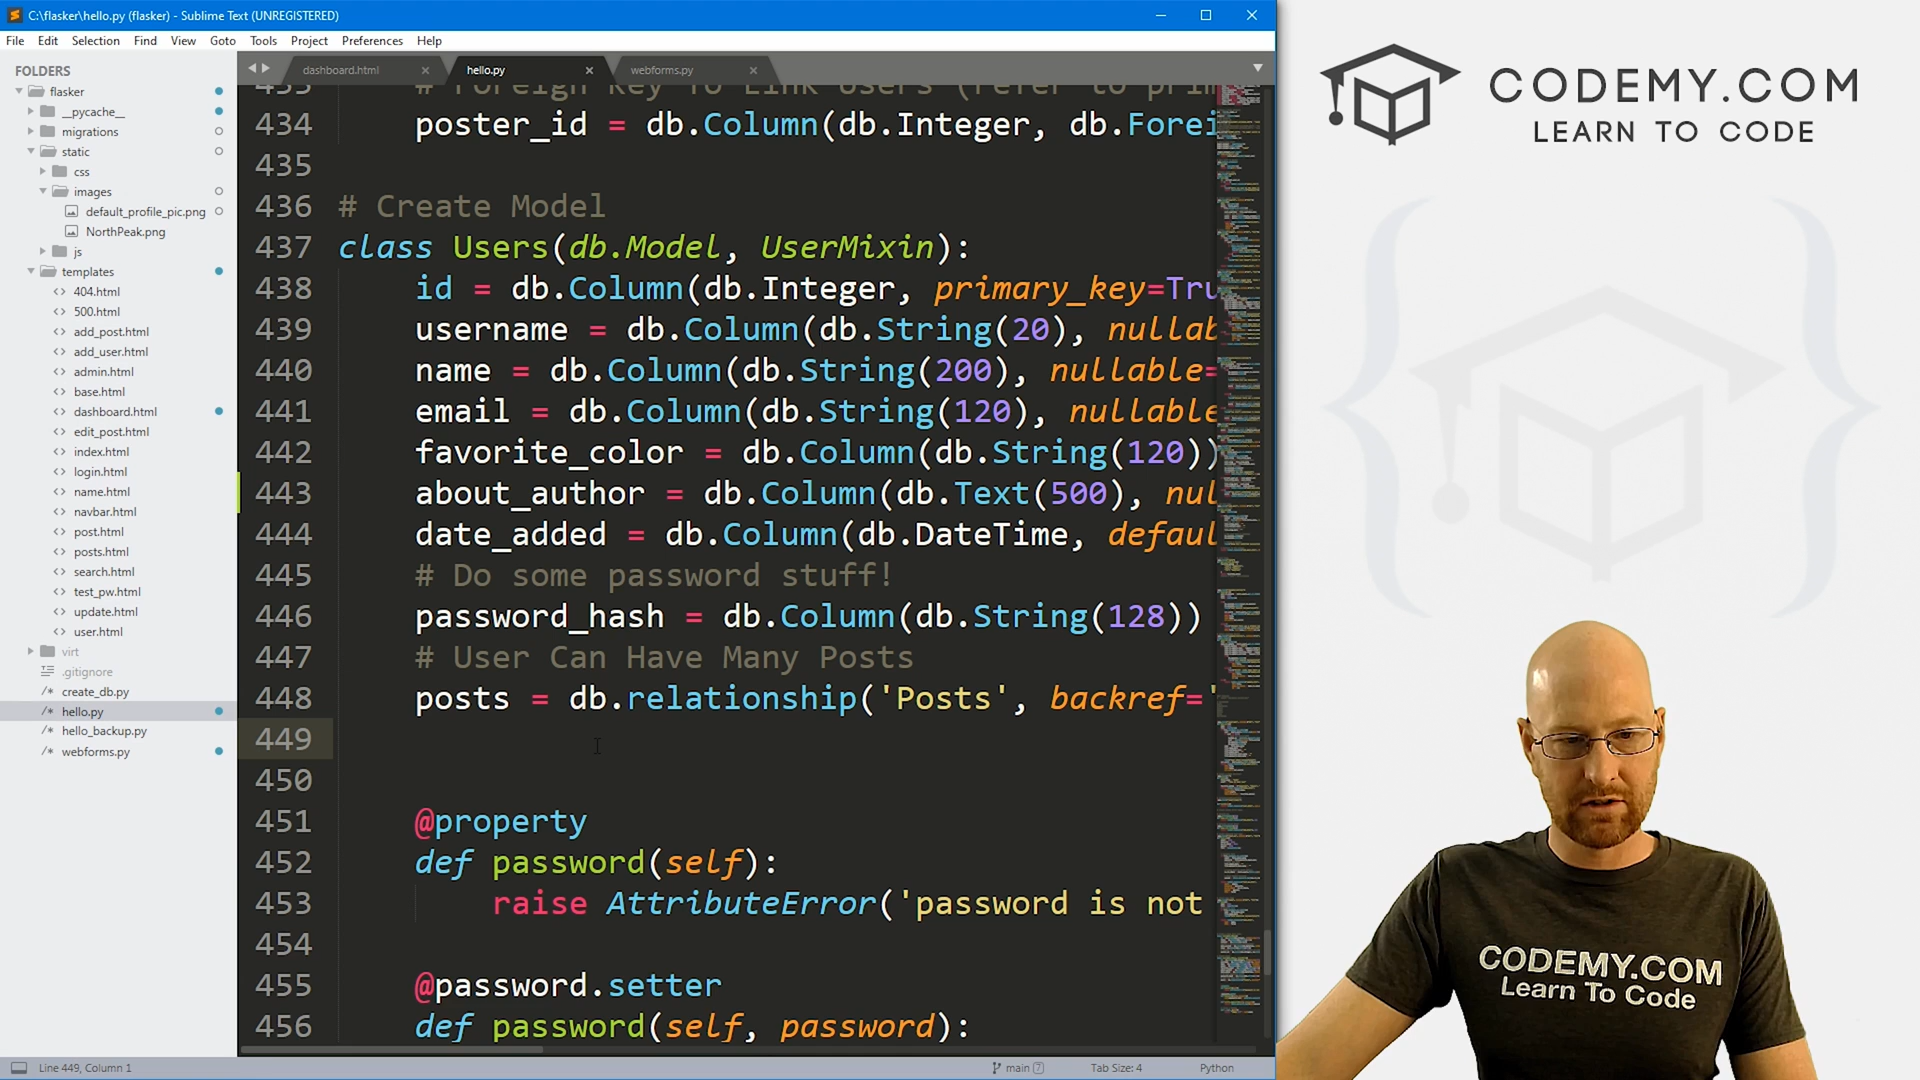 C:\flasker\hello.py (flasker) - Sublime Text (UNREGISTERED)
File Edit Selection Find View Goto Tools Project Preferences Help
FOLDERS
flasker
__pycache__
migrations
static
css
images
default_profile_pic.png
NorthPeak.png
js
templates
404.html
500.html
add_post.html
add_user.html
admin.html
base.html
dashboard.html
edit_post.html
index.html
login.html
name.html
navbar.html
post.html
posts.html
search.html
test_pw.html
update.html
user.html
virt
.gitignore
create_db.py
hello.py
hello_backup.py
webforms.py
dashboard.html hello.py webforms.py
433 # Foreign Key To Link Users (refer to prim
434 poster_id = db.Column(db.Integer, db.Forei
435
436 # Create Model
437 class Users(db.Model, UserMixin):
438 id = db.Column(db.Integer, primary_key=Tru
439 username = db.Column(db.String(20), nullab
440 name = db.Column(db.String(200), nullable=
441 email = db.Column(db.String(120), nullable
442 favorite_color = db.Column(db.String(120))
443 about_author = db.Column(db.Text(500), nul
444 date_added = db.Column(db.DateTime, defaul
445 # Do some password stuff!
446 password_hash = db.Column(db.String(128))
447 # User Can Have Many Posts
448 posts = db.relationship('Posts', backref='
449
450
451 @property
452 def password(self):
453 raise AttributeError('password is not
454
455 @password.setter
456 def password(self, password):
Line 449, Column 1
main 7
Tab Size: 4
Python
CODEMY.COM
LEARN TO CODE
CODEMY.COM
Learn To Code